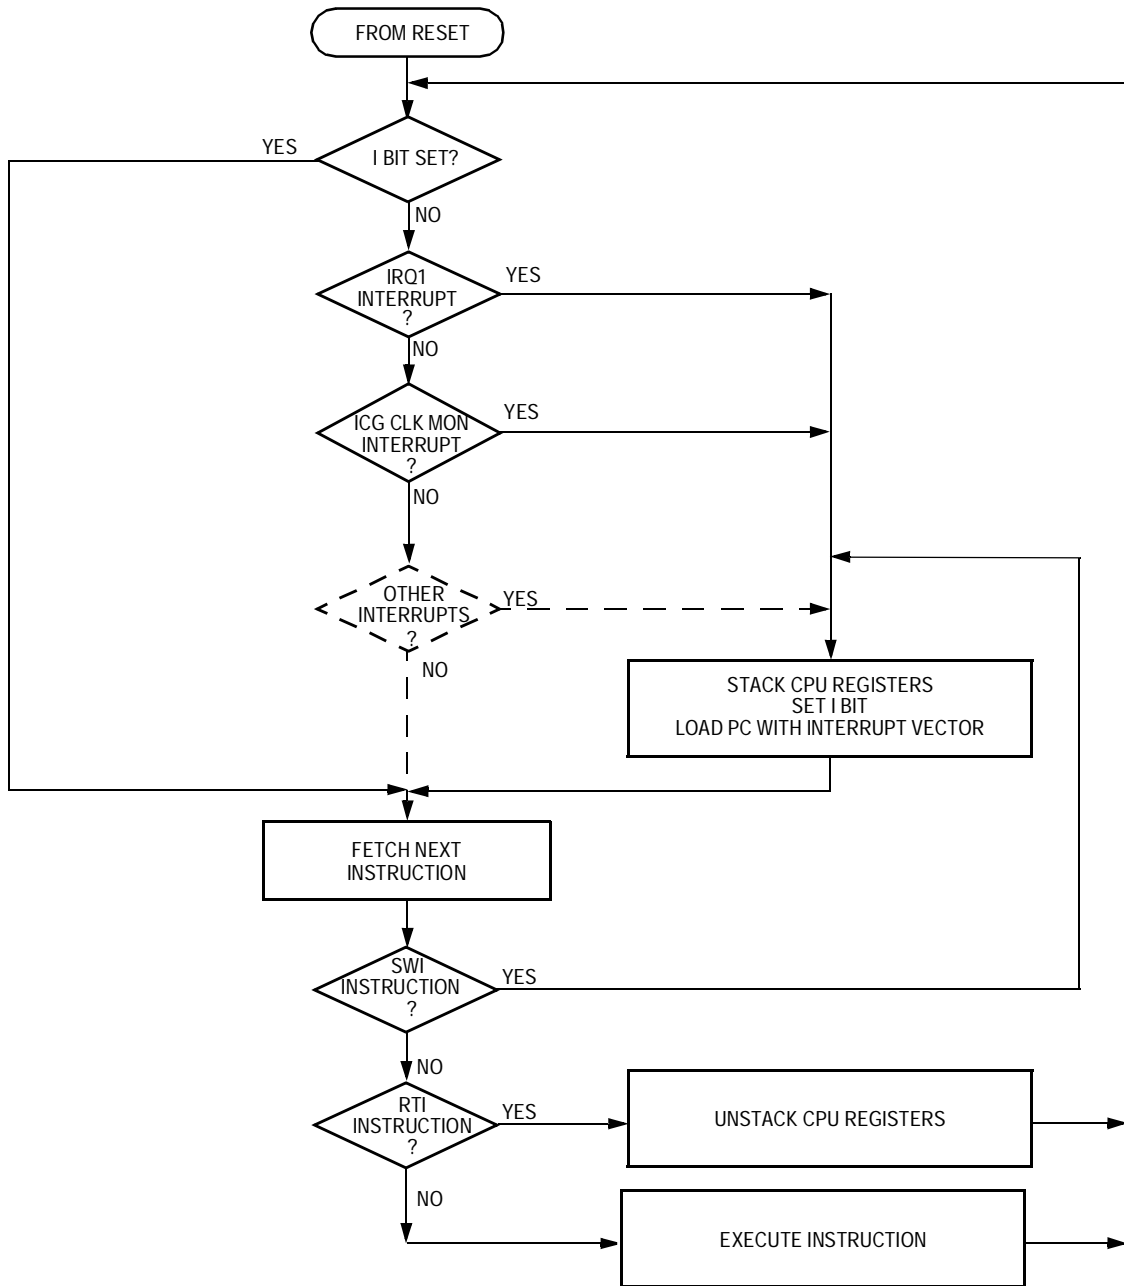 FROM RESET
YES
I BIT SET?
NO
IRQ1
INTERRUPT
?
YES
NO
ICG CLK MON
INTERRUPT
?
YES
NO
OTHER
INTERRUPTS
?
YES
NO
STACK CPU REGISTERS
SET I BIT
LOAD PC WITH INTERRUPT VECTOR
FETCH NEXT
INSTRUCTION
SWI
INSTRUCTION
?
YES
NO
RTI
INSTRUCTION
?
YES
UNSTACK CPU REGISTERS
NO
EXECUTE INSTRUCTION